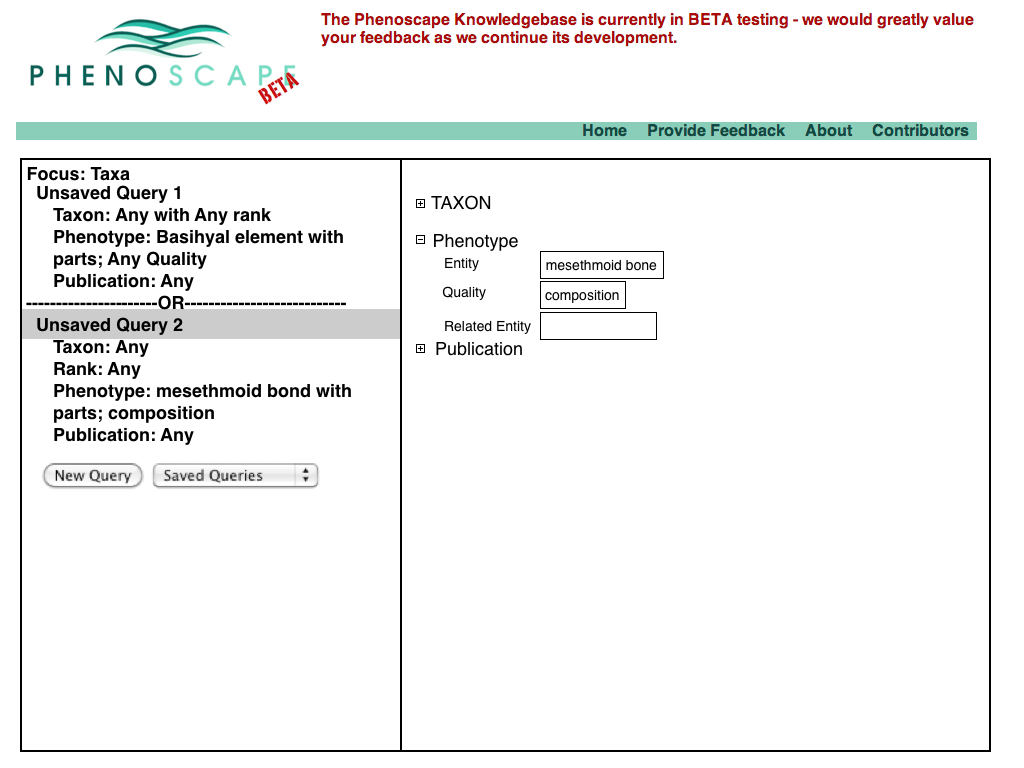 PHENOSCAPE
BETA
The Phenoscape Knowledgebase is currently in BETA testing - we would greatly value
your feedback as we continue its development.
Home Provide Feedback About Contributors
Focus: Taxa
Unsaved Query 1
Taxon: Any with Any rank
Phenotype: Basihyal element with
parts; Any Quality
Publication: Any
----------------------OR---------------------------
Unsaved Query 2
Taxon: Any
Rank: Any
Phenotype: mesethmoid bond with
parts; composition
Publication: Any
New Query Saved Queries
TAXON
Phenotype
Entity mesethmoid bone
Quality composition
Related Entity
Publication